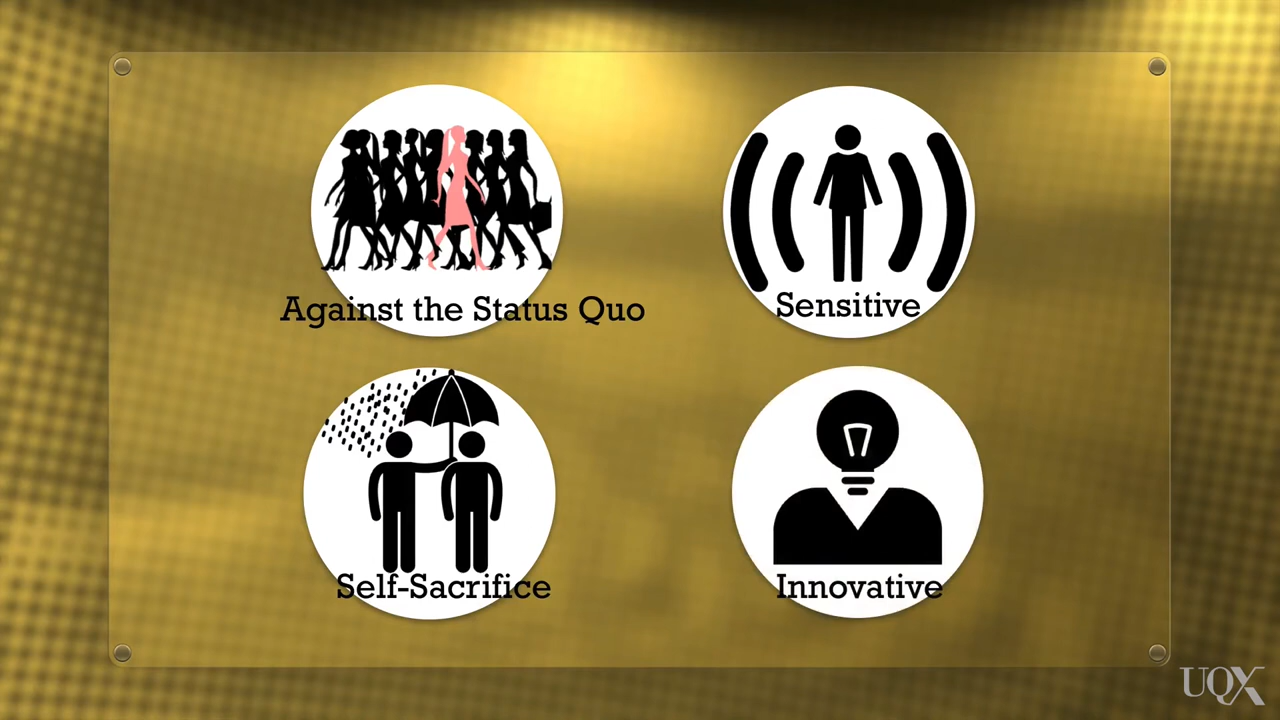 Against the Status Quo
Sensitive
Self-Sacrifice
Innovative
UQX